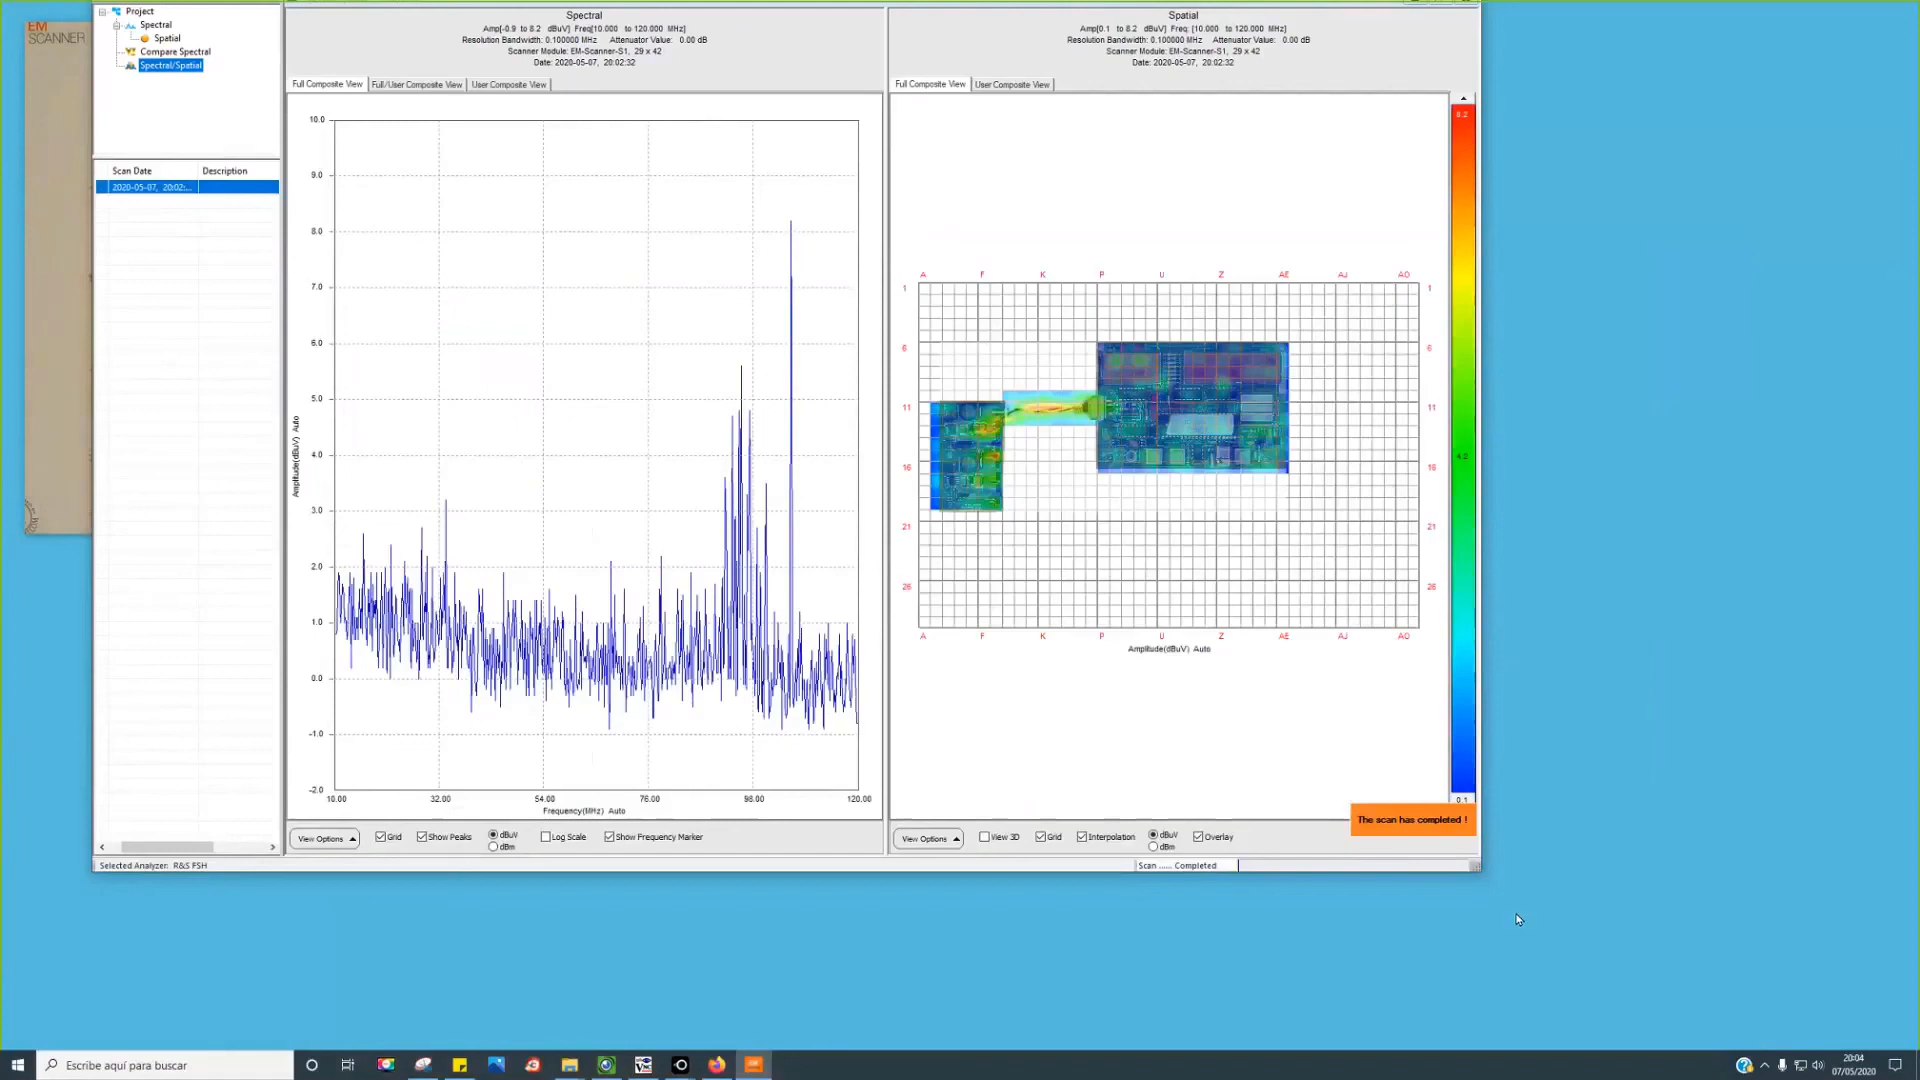 EM
SCANNER
Project
Spectral
Spatial
Compare Spectral
Spectral/Spatial
Scan Date Description
2020-05-07, 20:02:...
Spectral
Amp[-0.9 to 8.2 dBuV] Freq[10.000 to 120.000 MHz]
Resolution Bandwidth: 0.100000 MHz Attenuator Value: 0.00 dB
Scanner Module: EM-Scanner-S1, 29 x 42
Date: 2020-05-07, 20:02:32
Full Composite View Full/User Composite View User Composite View
10.0
9.0
8.0
7.0
6.0
5.0
4.0
3.0
2.0
1.0
0.0
-1.0
-2.0
Amplitude(dBuV) Auto
10.00 32.00 54.00 76.00 98.00 120.00
Frequency(MHz) Auto
View Options Grid Show Peaks dBuV dBm Log Scale Show Frequency Marker
Spatial
Amp[0.1 to 8.2 dBuV] Freq: [10.000 to 120.000 MHz]
Resolution Bandwidth: 0.100000 MHz Attenuator Value: 0.00 dB
Scanner Module: EM-Scanner-S1, 29 x 42
Date: 2020-05-07, 20:02:32
Full Composite View User Composite View
A F K P U Z AE AJ AO
1 1
6 6
11 11
16 16
21 21
26 26
A F K P U Z AE AJ AO
Amplitude(dBuV) Auto
8.2
4.2
0.1
The scan has completed !
View Options View 3D Grid Interpolation dBuV dBm Overlay
Selected Analyzer: R&S FSH
Scan ...... Completed
Escribe aquí para buscar
20:04
07/05/2020